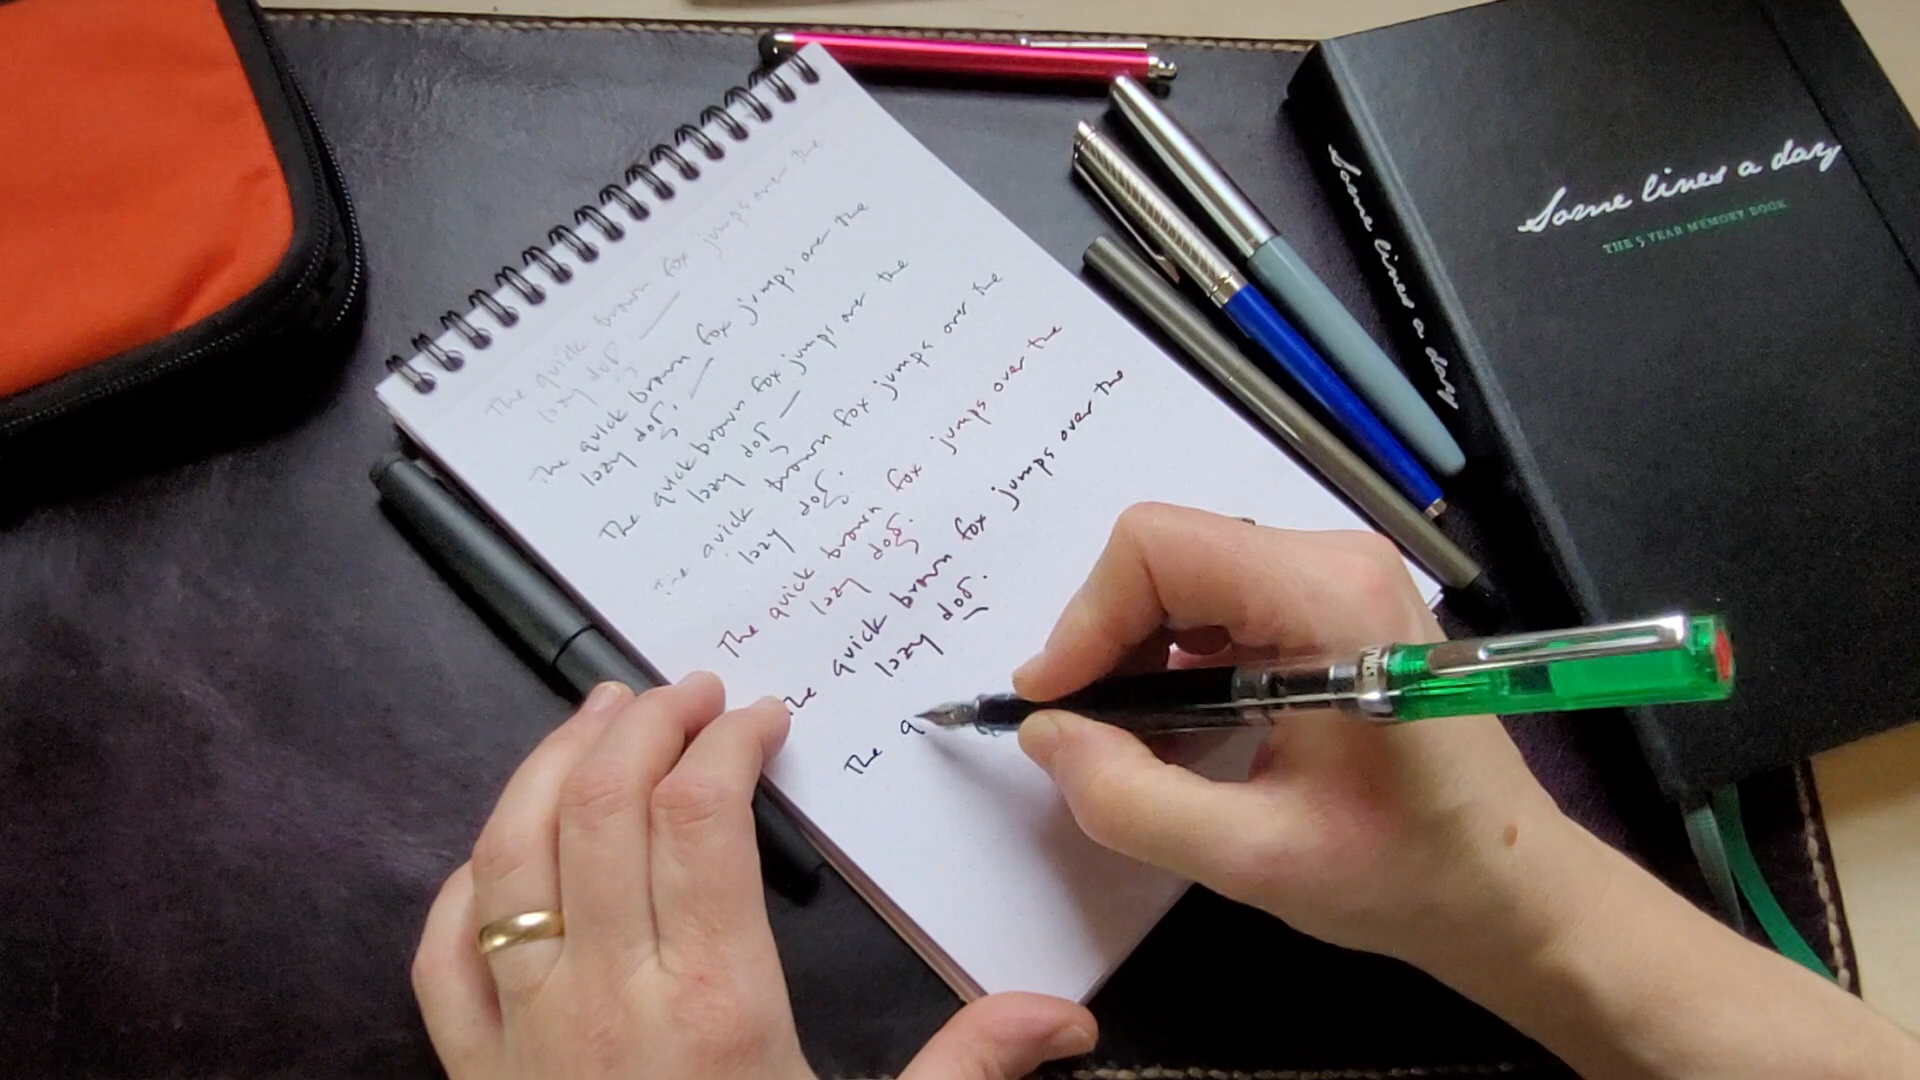 The quick brown fox jumps over the
lazy dog.
The quick brown fox jumps over the
lazy dog.
The quick brown fox jumps over the
lazy dog
The quick brown fox jumps over the
lazy dog.
The quick brown fox jumps over the
lazy dog.
The quick brown fox jumps over the
lazy dog.
The q
Some lines a day
Some lines a day
THE 5 YEAR MEMORY BOOK